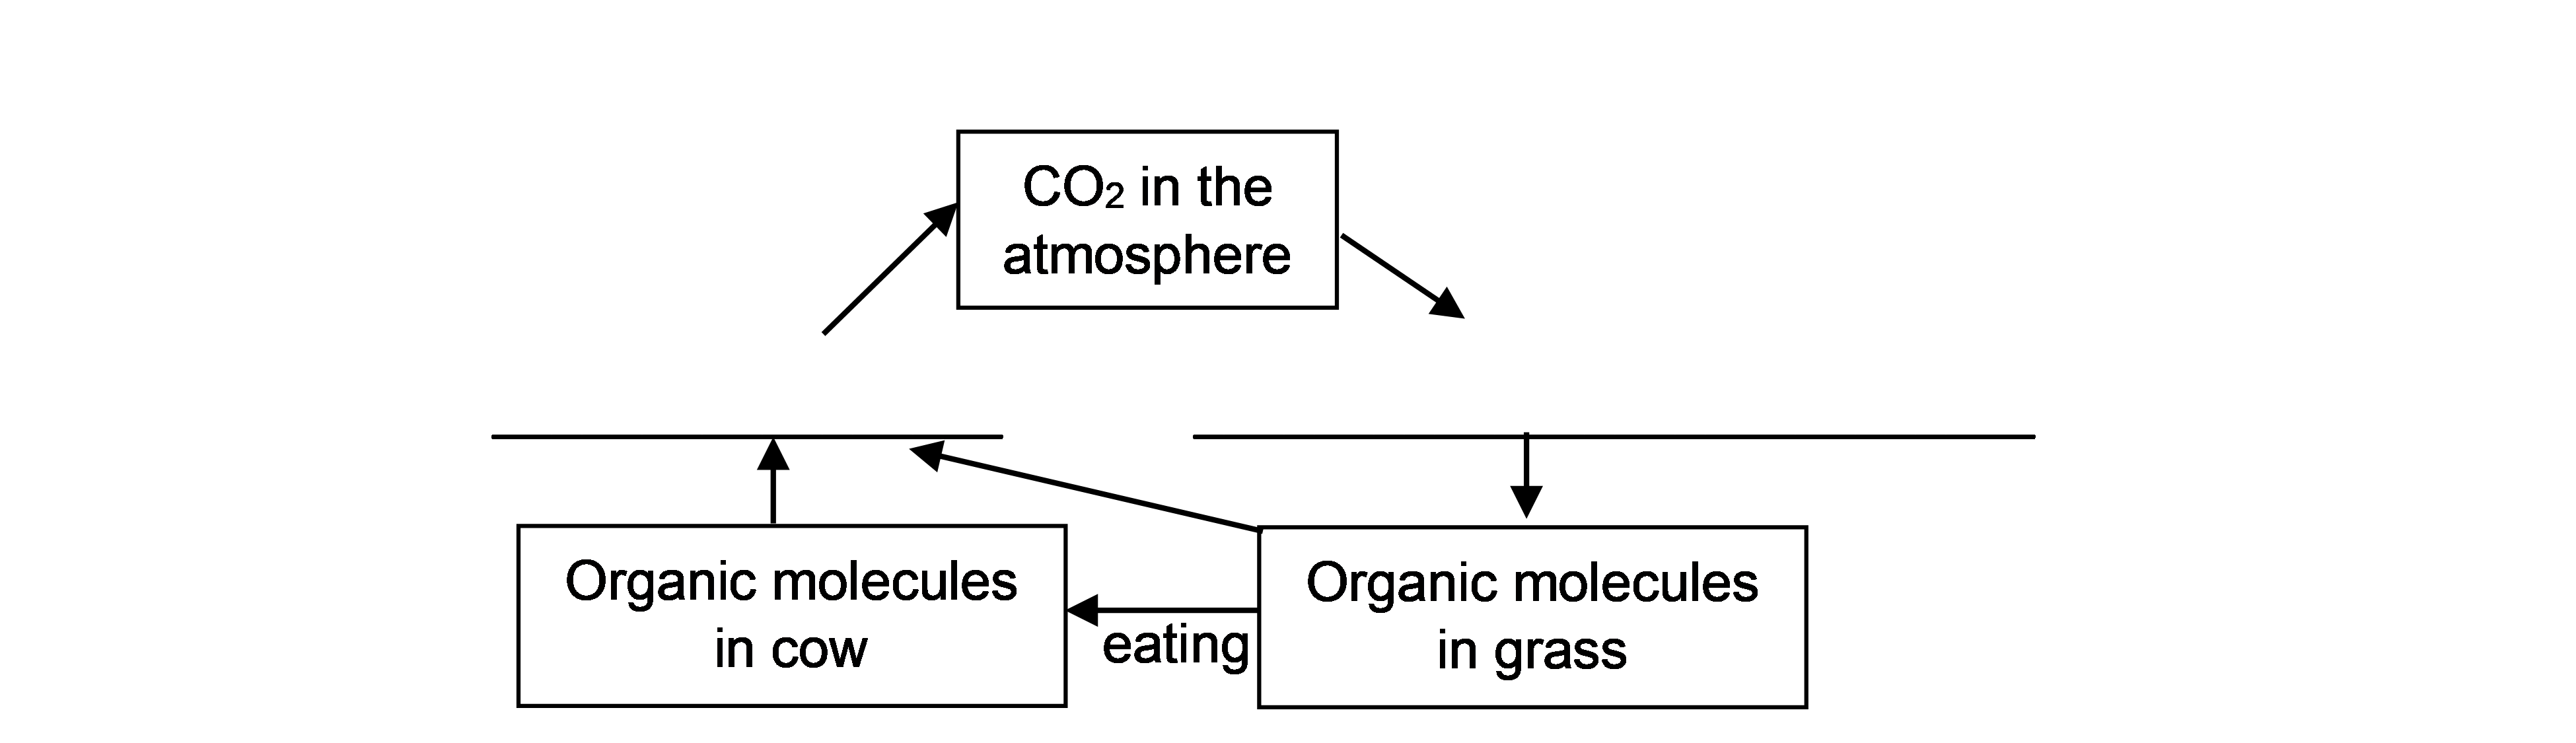 CO₂ in the
atmosphere
Organic molecules
in cow
eating
Organic molecules
in grass